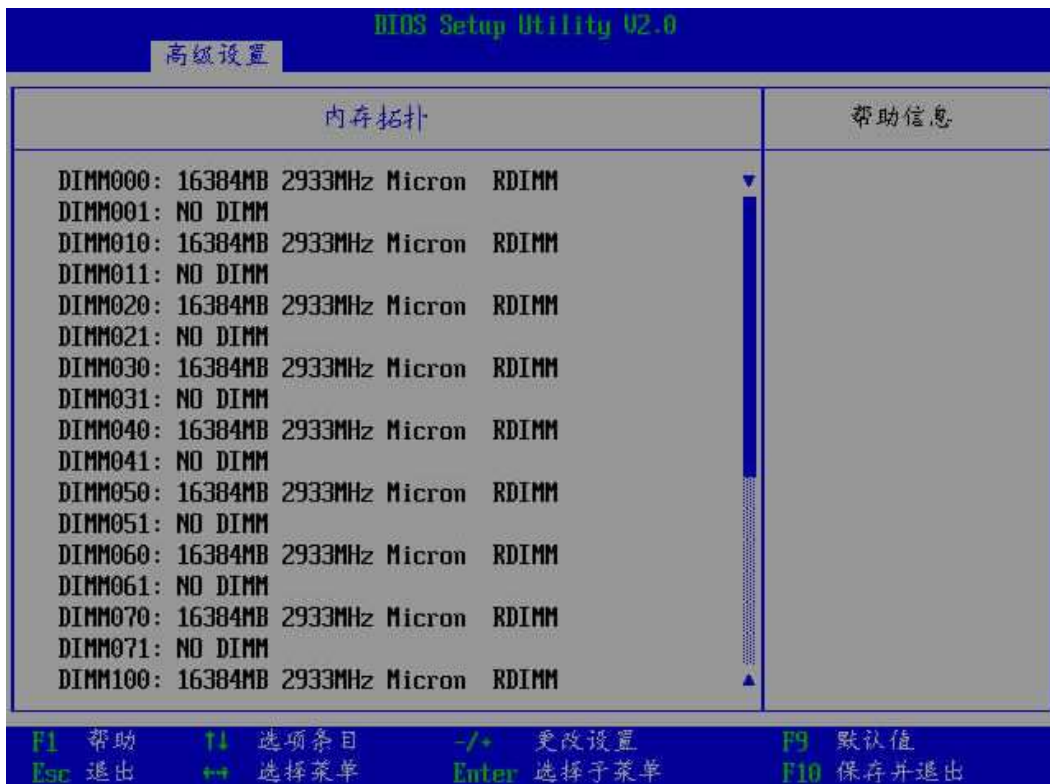 BIOS Setup Utility V2.0
高级设置
内存拓扑
帮助信息
DIMM000: 16384MB 2933MHz Micron RDIMM
DIMM001: NO DIMM
DIMM010: 16384MB 2933MHz Micron RDIMM
DIMM011: NO DIMM
DIMM020: 16384MB 2933MHz Micron RDIMM
DIMM021: NO DIMM
DIMM030: 16384MB 2933MHz Micron RDIMM
DIMM031: NO DIMM
DIMM040: 16384MB 2933MHz Micron RDIMM
DIMM041: NO DIMM
DIMM050: 16384MB 2933MHz Micron RDIMM
DIMM051: NO DIMM
DIMM060: 16384MB 2933MHz Micron RDIMM
DIMM061: NO DIMM
DIMM070: 16384MB 2933MHz Micron RDIMM
DIMM071: NO DIMM
DIMM100: 16384MB 2933MHz Micron RDIMM
F1 帮助 ↑↓ 选项条目 -/+ 更改设置 F9 默认值
Esc 退出 ←→ 选择菜单 Enter 选择子菜单 F10 保存并退出